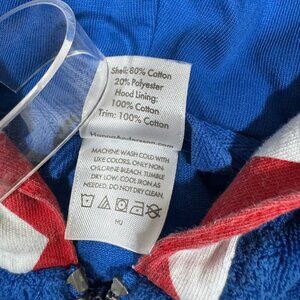 Shell: 80% Cotton
20% Polyester
Hood Lining:
100% Cotton
Trim: 100% Cotton
MACHINE WASH COLD WITH
LIKE COLORS. ONLY NON-
CHLORINE BLEACH. TUMBLE
DRY LOW. COOL IRON AS
NEEDED. DO NOT DRY CLEAN.